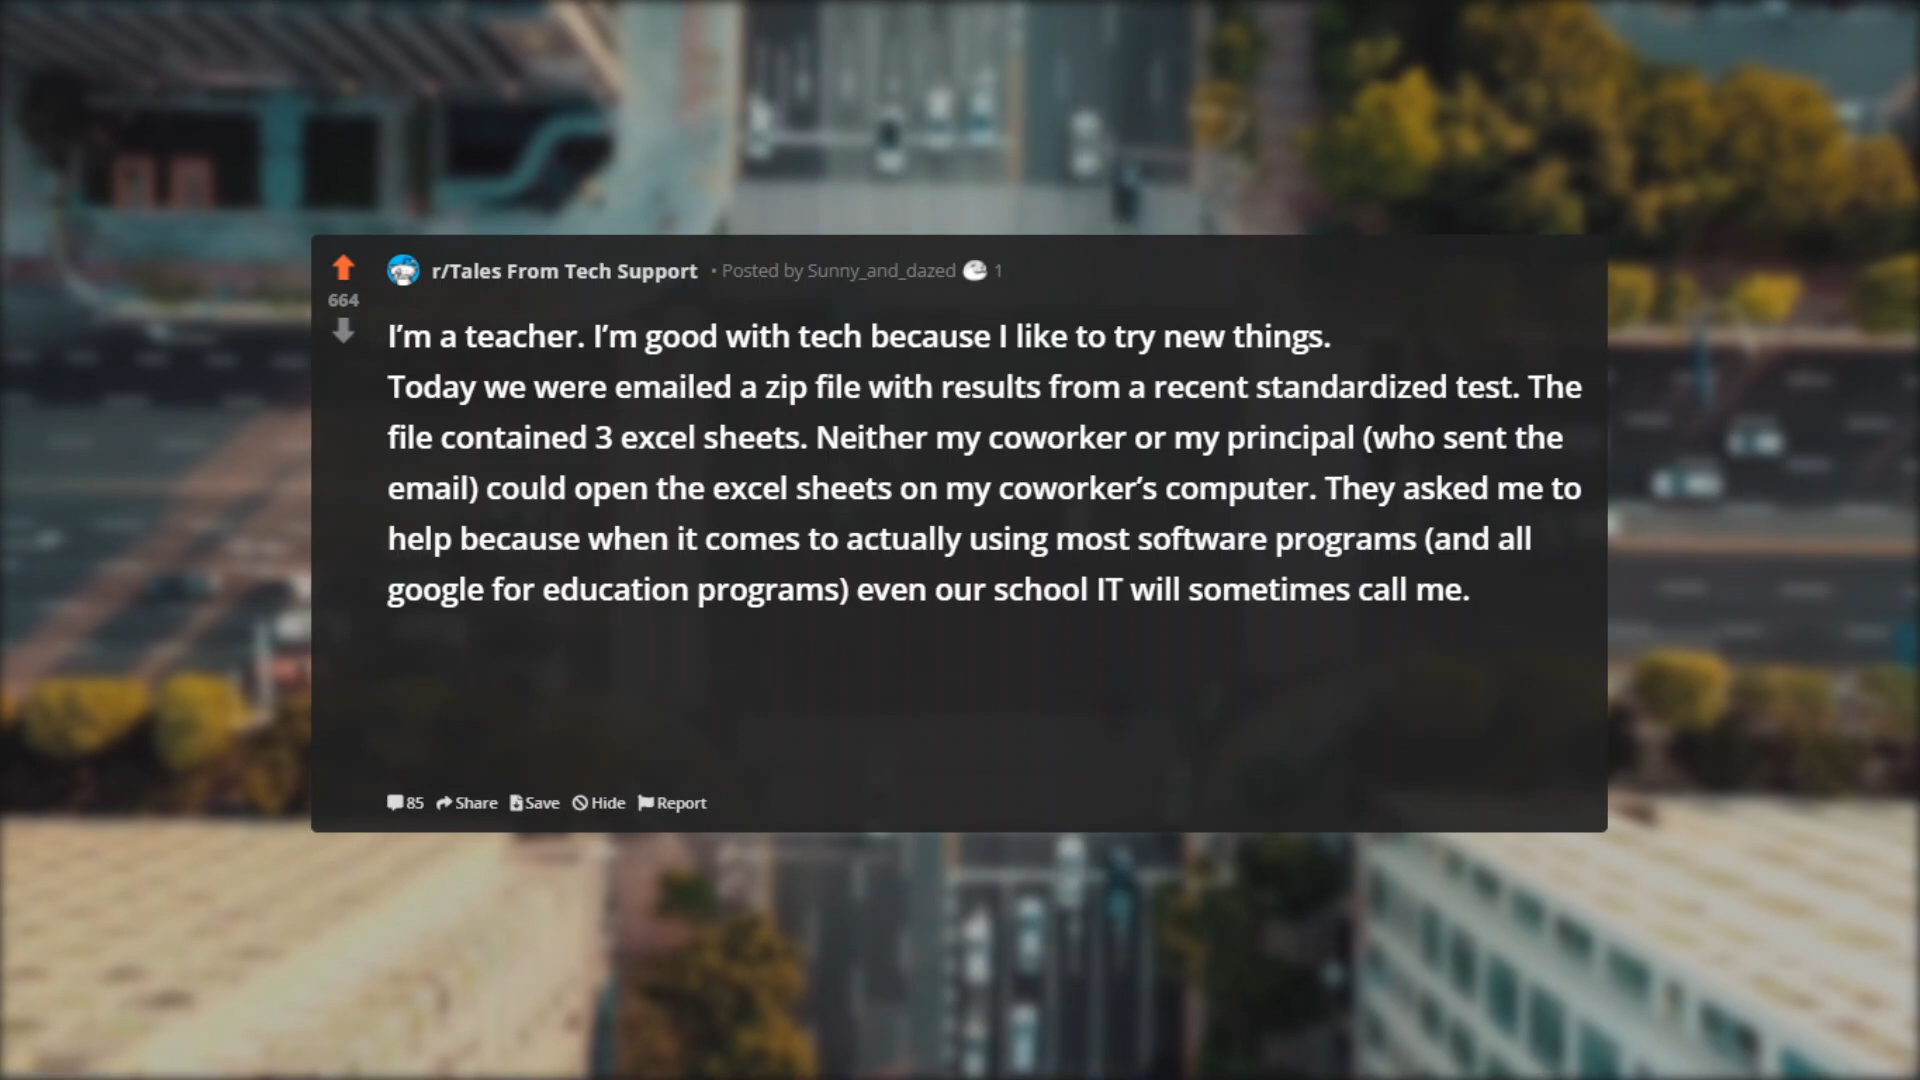 r/Tales From Tech Support • Posted by Sunny_and_dazed 1
664
I’m a teacher. I’m good with tech because I like to try new things.
Today we were emailed a zip file with results from a recent standardized test. The
file contained 3 excel sheets. Neither my coworker or my principal (who sent the
email) could open the excel sheets on my coworker’s computer. They asked me to
help because when it comes to actually using most software programs (and all
google for education programs) even our school IT will sometimes call me.
85 Share Save Hide Report